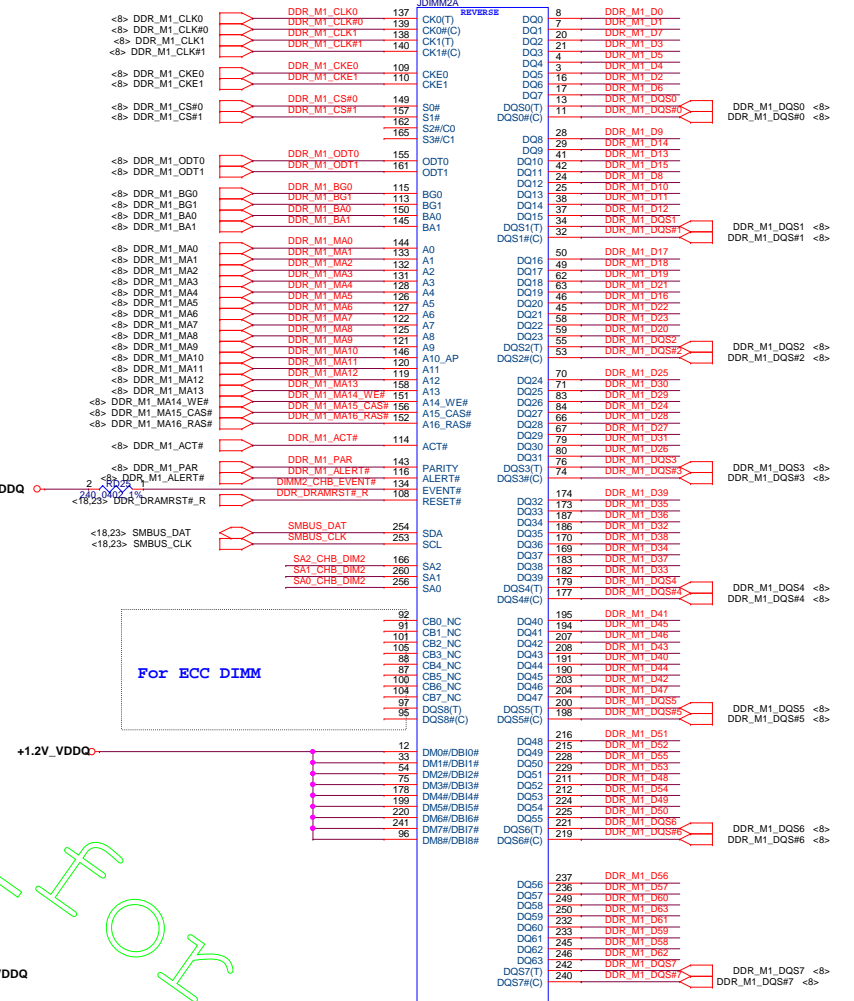 JDIMM2A
REVERSE
<8> DDR_M1_CLK0 DDR_M1_CLK0 137 CK0(T)
<8> DDR_M1_CLK#0 DDR_M1_CLK#0 139 CK0#(C)
<8> DDR_M1_CLK1 DDR_M1_CLK1 138 CK1(T)
<8> DDR_M1_CLK#1 DDR_M1_CLK#1 140 CK1#(C)
<8> DDR_M1_CKE0 DDR_M1_CKE0 109 CKE0
<8> DDR_M1_CKE1 DDR_M1_CKE1 110 CKE1
<8> DDR_M1_CS#0 DDR_M1_CS#0 149 S0#
<8> DDR_M1_CS#1 DDR_M1_CS#1 157 S1#
162 S2#/C0
165 S3#/C1
<8> DDR_M1_ODT0 DDR_M1_ODT0 155 ODT0
<8> DDR_M1_ODT1 DDR_M1_ODT1 161 ODT1
<8> DDR_M1_BG0 DDR_M1_BG0 115 BG0
<8> DDR_M1_BG1 DDR_M1_BG1 113 BG1
<8> DDR_M1_BA0 DDR_M1_BA0 150 BA0
<8> DDR_M1_BA1 DDR_M1_BA1 145 BA1
<8> DDR_M1_MA0 DDR_M1_MA0 144 A0
<8> DDR_M1_MA1 DDR_M1_MA1 133 A1
<8> DDR_M1_MA2 DDR_M1_MA2 132 A2
<8> DDR_M1_MA3 DDR_M1_MA3 131 A3
<8> DDR_M1_MA4 DDR_M1_MA4 128 A4
<8> DDR_M1_MA5 DDR_M1_MA5 126 A5
<8> DDR_M1_MA6 DDR_M1_MA6 127 A6
<8> DDR_M1_MA7 DDR_M1_MA7 122 A7
<8> DDR_M1_MA8 DDR_M1_MA8 125 A8
<8> DDR_M1_MA9 DDR_M1_MA9 121 A9
<8> DDR_M1_MA10 DDR_M1_MA10 146 A10_AP
<8> DDR_M1_MA11 DDR_M1_MA11 120 A11
<8> DDR_M1_MA12 DDR_M1_MA12 119 A12
<8> DDR_M1_MA13 DDR_M1_MA13 158 A13
<8> DDR_M1_MA14_WE# DDR_M1_MA14_WE# 151 A14_WE#
<8> DDR_M1_MA15_CAS# DDR_M1_MA15_CAS# 156 A15_CAS#
<8> DDR_M1_MA16_RAS# DDR_M1_MA16_RAS# 152 A16_RAS#
<8> DDR_M1_ACT# DDR_M1_ACT# 114 ACT#
<8> DDR_M1_PAR DDR_M1_PAR 143 PARITY
<8> DDR_M1_ALERT# DDR_M1_ALERT# 116 ALERT#
DDQ 2 RD25 1 DIMM2_CHB_EVENT# 134 EVENT#
240_0402_1%
<18,23> DDR_DRAMRST#_R DDR_DRAMRST#_R 108 RESET#
<18,23> SMBUS_DAT SMBUS_DAT 254 SDA
<18,23> SMBUS_CLK SMBUS_CLK 253 SCL
SA2_CHB_DIM2 166 SA2
SA1_CHB_DIM2 260 SA1
SA0_CHB_DIM2 256 SA0
For ECC DIMM
92 CB0_NC
91 CB1_NC
101 CB2_NC
105 CB3_NC
88 CB4_NC
87 CB5_NC
100 CB6_NC
104 CB7_NC
97 DQS8(T)
95 DQS8#(C)
+1.2V_VDDQ
12 DM0#/DBI0#
33 DM1#/DBI1#
54 DM2#/DBI2#
75 DM3#/DBI3#
178 DM4#/DBI4#
199 DM5#/DBI5#
220 DM6#/DBI6#
241 DM7#/DBI7#
96 DM8#/DBI8#
DQ0 8 DDR_M1_D0
DQ1 7 DDR_M1_D1
DQ2 20 DDR_M1_D7
DQ3 21 DDR_M1_D3
DQ4 4 DDR_M1_D5
DQ5 3 DDR_M1_D4
DQ6 16 DDR_M1_D2
DQ7 17 DDR_M1_D6
DQS0(T) 13 DDR_M1_DQS0 DDR_M1_DQS0 <8>
DQS0#(C) 11 DDR_M1_DQS#0 DDR_M1_DQS#0 <8>
DQ8 28 DDR_M1_D9
DQ9 29 DDR_M1_D14
DQ10 41 DDR_M1_D13
DQ11 42 DDR_M1_D15
DQ12 24 DDR_M1_D8
DQ13 25 DDR_M1_D10
DQ14 38 DDR_M1_D11
DQ15 37 DDR_M1_D12
DQS1(T) 34 DDR_M1_DQS1 DDR_M1_DQS1 <8>
DQS1#(C) 32 DDR_M1_DQS#1 DDR_M1_DQS#1 <8>
DQ16 50 DDR_M1_D17
DQ17 49 DDR_M1_D18
DQ18 62 DDR_M1_D19
DQ19 63 DDR_M1_D21
DQ20 46 DDR_M1_D16
DQ21 45 DDR_M1_D22
DQ22 58 DDR_M1_D23
DQ23 59 DDR_M1_D20
DQS2(T) 55 DDR_M1_DQS2 DDR_M1_DQS2 <8>
DQS2#(C) 53 DDR_M1_DQS#2 DDR_M1_DQS#2 <8>
DQ24 70 DDR_M1_D25
DQ25 71 DDR_M1_D30
DQ26 83 DDR_M1_D29
DQ27 84 DDR_M1_D24
DQ28 66 DDR_M1_D28
DQ29 67 DDR_M1_D27
DQ30 79 DDR_M1_D31
DQ31 80 DDR_M1_D26
DQS3(T) 76 DDR_M1_DQS3 DDR_M1_DQS3 <8>
DQS3#(C) 74 DDR_M1_DQS#3 DDR_M1_DQS#3 <8>
DQ32 174 DDR_M1_D39
DQ33 173 DDR_M1_D35
DQ34 187 DDR_M1_D36
DQ35 186 DDR_M1_D32
DQ36 170 DDR_M1_D38
DQ37 169 DDR_M1_D34
DQ38 183 DDR_M1_D37
DQ39 182 DDR_M1_D33
DQS4(T) 179 DDR_M1_DQS4 DDR_M1_DQS4 <8>
DQS4#(C) 177 DDR_M1_DQS#4 DDR_M1_DQS#4 <8>
DQ40 195 DDR_M1_D41
DQ41 194 DDR_M1_D45
DQ42 207 DDR_M1_D46
DQ43 208 DDR_M1_D43
DQ44 191 DDR_M1_D40
DQ45 190 DDR_M1_D44
DQ46 203 DDR_M1_D42
DQ47 204 DDR_M1_D47
DQS5(T) 200 DDR_M1_DQS5 DDR_M1_DQS5 <8>
DQS5#(C) 198 DDR_M1_DQS#5 DDR_M1_DQS#5 <8>
DQ48 216 DDR_M1_D51
DQ49 215 DDR_M1_D52
DQ50 228 DDR_M1_D55
DQ51 229 DDR_M1_D53
DQ52 211 DDR_M1_D48
DQ53 212 DDR_M1_D54
DQ54 224 DDR_M1_D49
DQ55 225 DDR_M1_D50
DQS6(T) 221 DDR_M1_DQS6 DDR_M1_DQS6 <8>
DQS6#(C) 219 DDR_M1_DQS#6 DDR_M1_DQS#6 <8>
DQ56 237 DDR_M1_D56
DQ57 236 DDR_M1_D57
DQ58 249 DDR_M1_D60
DQ59 250 DDR_M1_D63
DQ60 232 DDR_M1_D61
DQ61 233 DDR_M1_D59
DQ62 245 DDR_M1_D58
DQ63 246 DDR_M1_D62
DQS7(T) 242 DDR_M1_DQS7 DDR_M1_DQS7 <8>
DQS7#(C) 240 DDR_M1_DQS#7 DDR_M1_DQS#7 <8>
for
/DDQ